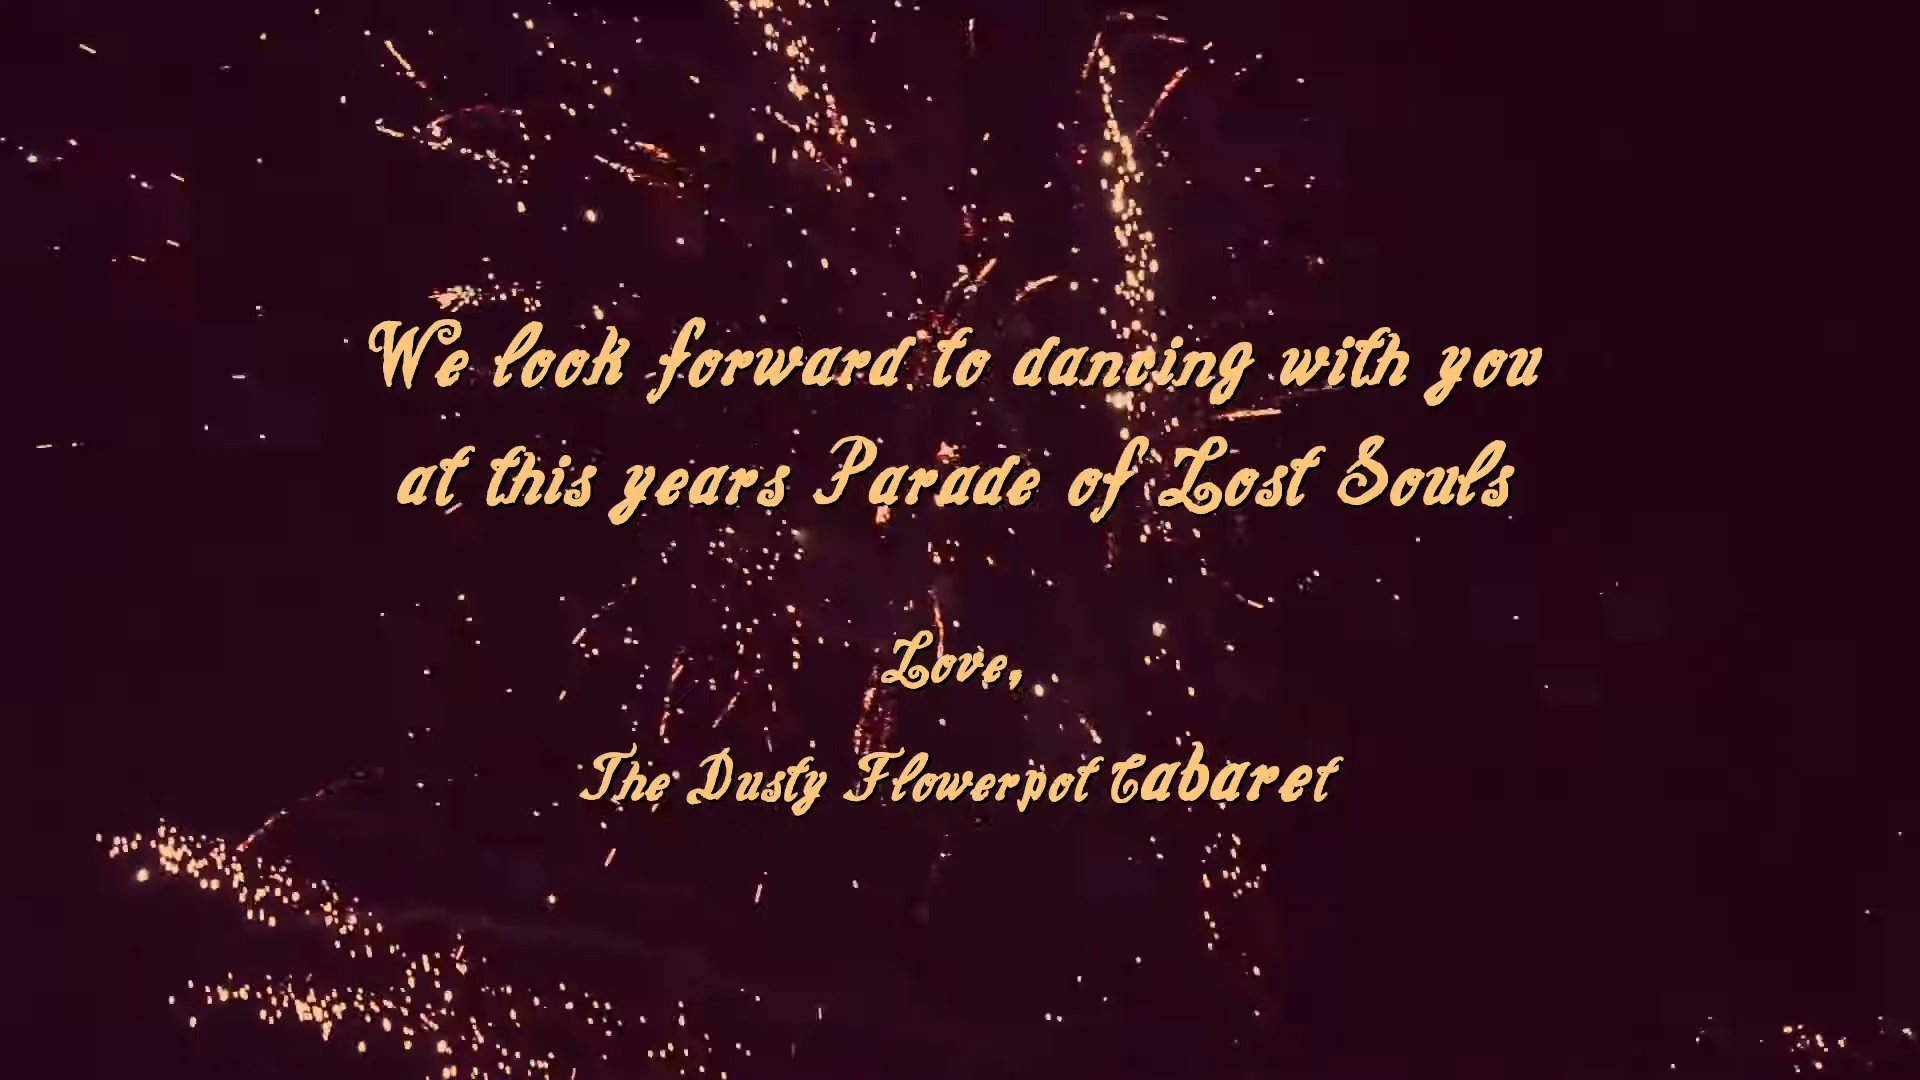 We look forward to dancing with you
at this years Parade of Lost Souls
Love,
The Dusty Flowerpot Cabaret